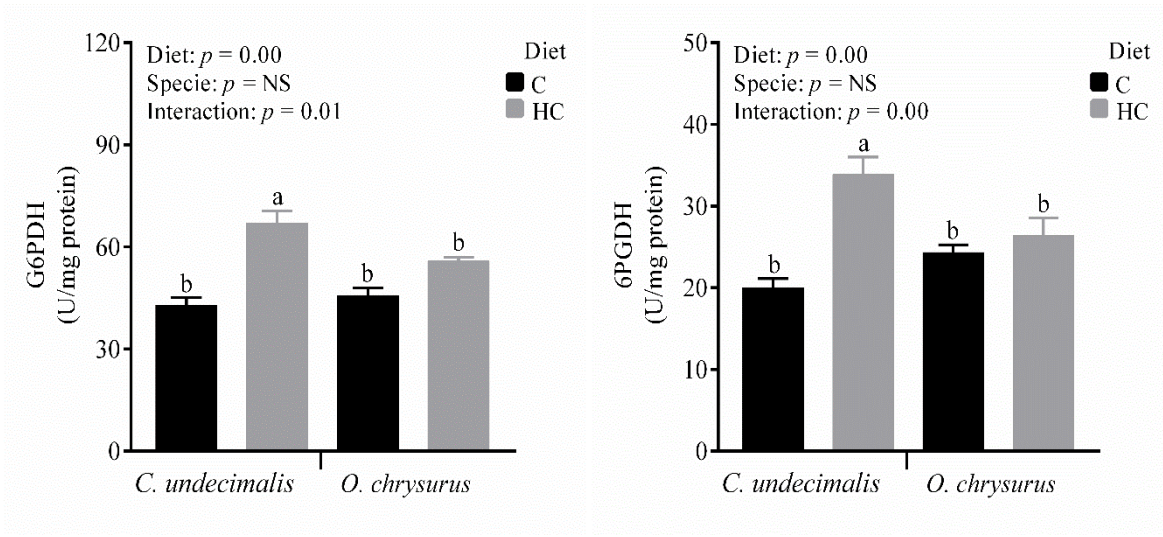 120
90
60
30
0
G6PDH
(U/mg protein)
Diet: p = 0.00
Specie: p = NS
Interaction: p = 0.01
Diet
C
HC
b
a
b
b
C. undecimalis
O. chrysurus
50
40
30
20
10
0
6PGDH
(U/mg protein)
Diet: p = 0.00
Specie: p = NS
Interaction: p = 0.00
Diet
C
HC
b
a
b
b
C. undecimalis
O. chrysurus